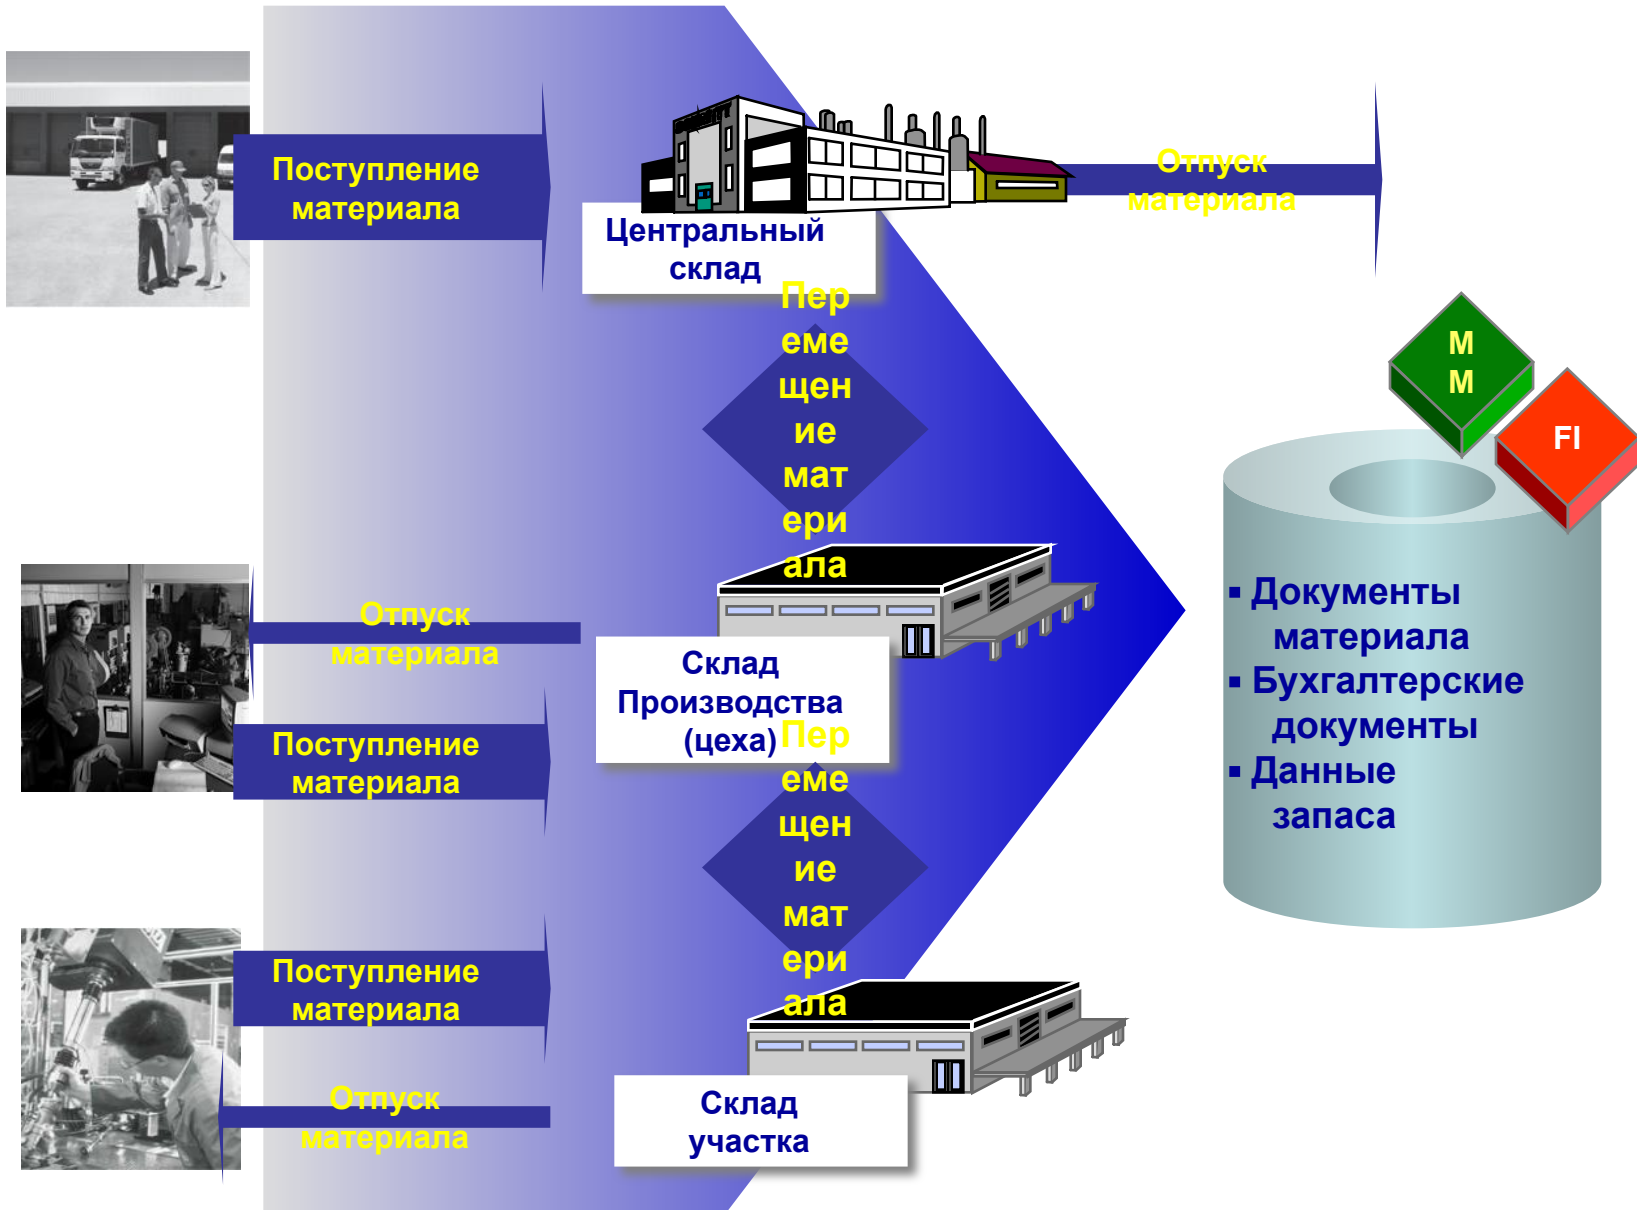 Поступление
материала
Центральный
склад
Отпуск
материала
Пер
еме
щен
ие
мат
ери
ала
M
M
FI
Отпуск
материала
Склад
Производства
(цеха)
Поступление
материала
▪ Документы
материала
▪ Бухгалтерские
документы
▪ Данные
запаса
Пер
еме
щен
ие
мат
ери
ала
Поступление
материала
Отпуск
материала
Склад
участка